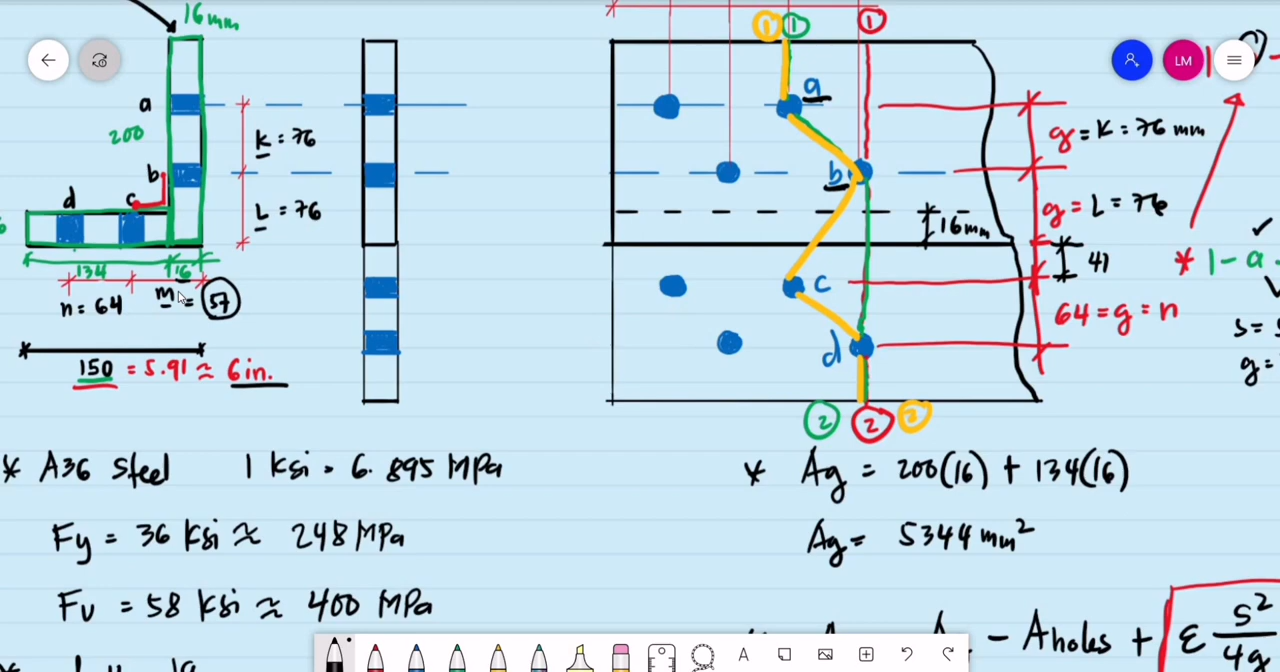 16mm
a
200
K = 76
b
d
c
L = 76
134
16
n = 64
m = 57
150 = 5.91 ≈ 6 in.
1
1
1
a
b
c
d
16mm
g = K = 76 mm
g = L = 76
41
64 = g = n
2
2
2
LM
* 1 - a -
s =
g =
* A36 Steel 1 Ksi = 6.895 MPa
Fy = 36 Ksi ≈ 248 MPa
Fu = 58 Ksi ≈ 400 MPa
* Ag = 200(16) + 134(16)
Ag = 5344 mm²
- Aholes + Σ s²
4g